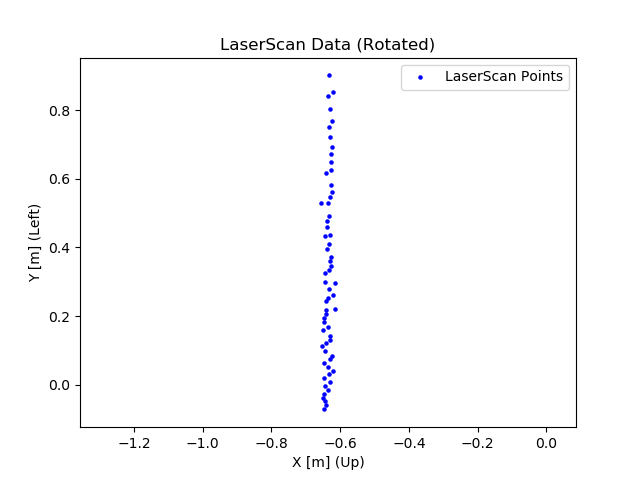 LaserScan Data (Rotated)
LaserScan Points
Y [m] (Left)
0.8
0.6
0.4
0.2
0.0
−1.2 −1.0 −0.8 −0.6 −0.4 −0.2 0.0
X [m] (Up)